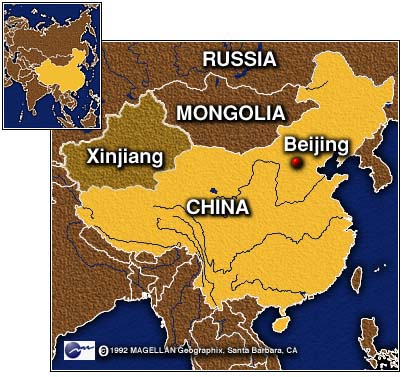 RUSSIA
MONGOLIA
Beijing
Xinjiang
CHINA
© 1992 MAGELLAN Geographix, Santa Barbara, CA